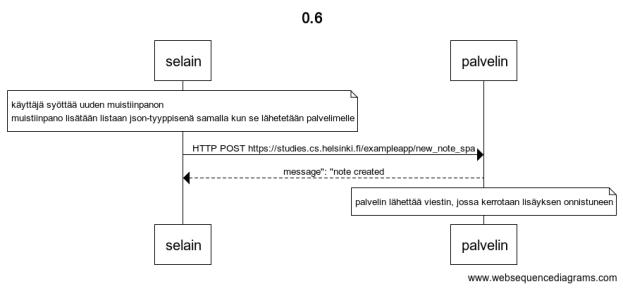 0.6
selain
palvelin
käyttäjä syöttää uuden muistiinpanon
muistiinpano lisätään listaan json-tyyppisenä samalla kun se lähetetään palvelimelle
HTTP POST https://studies.cs.helsinki.fi/exampleapp/new_note_spa
message": "note created
palvelin lähettää viestin, jossa kerrotaan lisäyksen onnistuneen
selain
palvelin
www.websequencediagrams.com